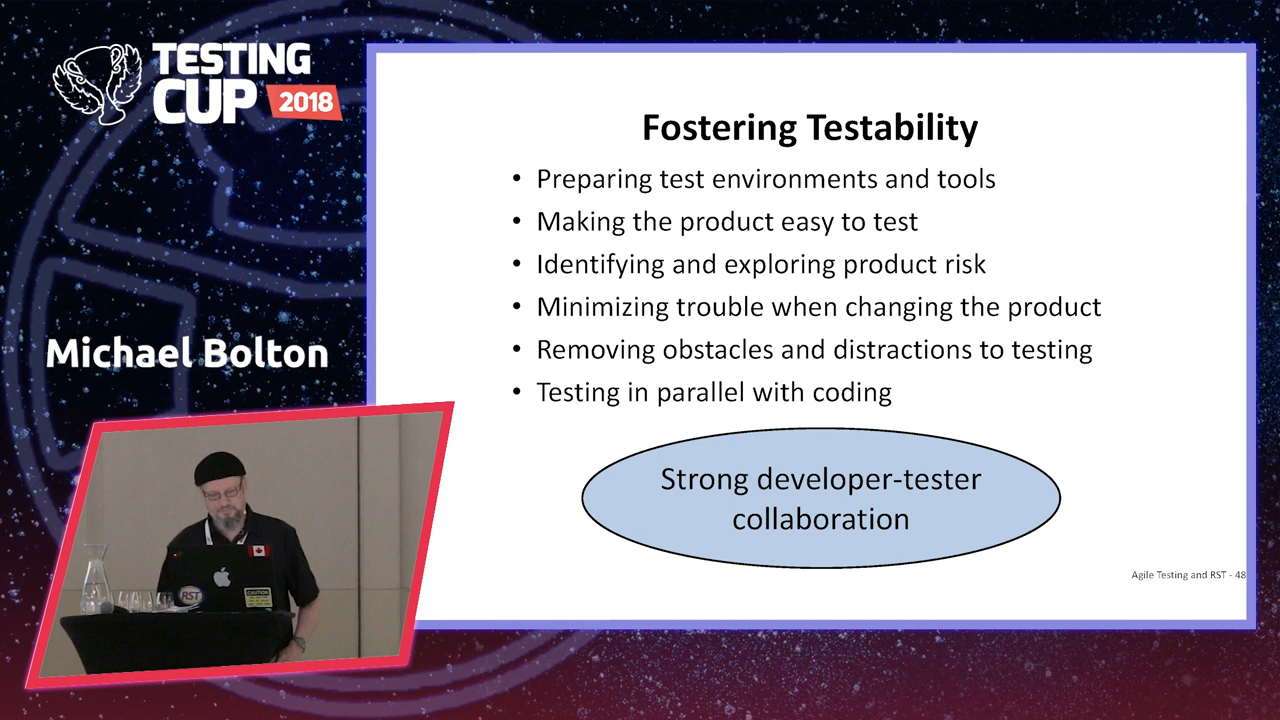 TESTING
CUP 2018
Michael Bolton
Fostering Testability
• Preparing test environments and tools
• Making the product easy to test
• Identifying and exploring product risk
• Minimizing trouble when changing the product
• Removing obstacles and distractions to testing
• Testing in parallel with coding
Strong developer-tester
collaboration
Agile Testing and RST - 48
RST
CAUTION